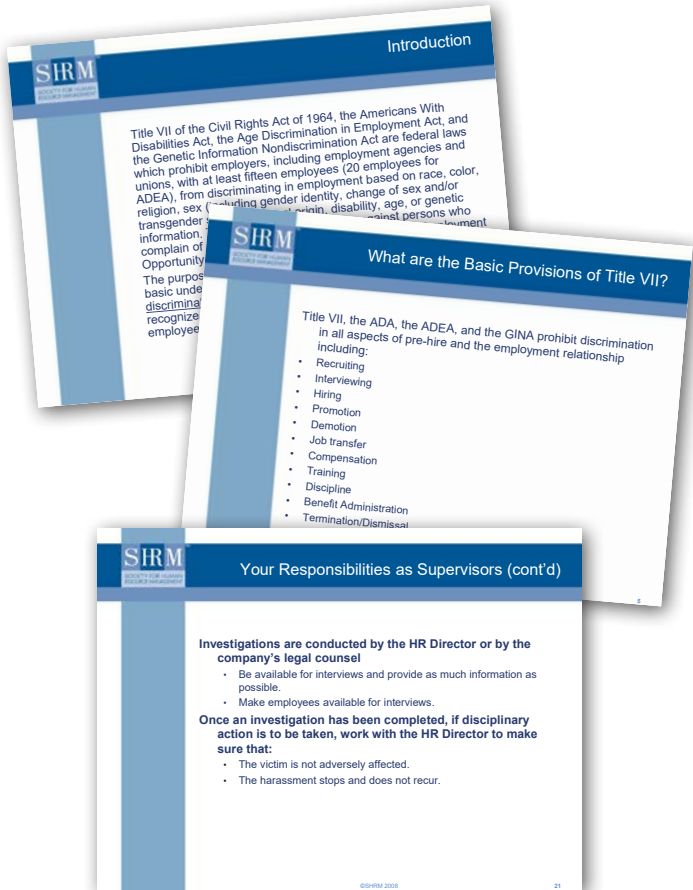 Introduction
SHRM
SOCIETY FOR HUMAN
RESOURCE MANAGEMENT
Title VII of the Civil Rights Act of 1964, the Americans With
Disabilities Act, the Age Discrimination in Employment Act, and
the Genetic Information Nondiscrimination Act are federal laws
which prohibit employers, including employment agencies and
unions, with at least fifteen employees (20 employees for
ADEA), from discriminating in employment based on race, color,
religion, sex (including gender identity, change of sex and/or
transgender origin, disability, age, or genetic
information. against persons who
complain of employment
Opportunity
The purpos
basic unde
discrimina
recognize
employee
SHRM
SOCIETY FOR HUMAN
RESOURCE MANAGEMENT
What are the Basic Provisions of Title VII?
Title VII, the ADA, the ADEA, and the GINA prohibit discrimination
in all aspects of pre-hire and the employment relationship
including:
• Recruiting
• Interviewing
• Hiring
• Promotion
• Demotion
• Job transfer
• Compensation
• Training
• Discipline
• Benefit Administration
• Termination/Dismissal
SHRM
SOCIETY FOR HUMAN
RESOURCE MANAGEMENT
Your Responsibilities as Supervisors (cont'd)
Investigations are conducted by the HR Director or by the
company's legal counsel
• Be available for interviews and provide as much information as
possible.
• Make employees available for interviews.
Once an investigation has been completed, if disciplinary
action is to be taken, work with the HR Director to make
sure that:
• The victim is not adversely affected.
• The harassment stops and does not recur.
©SHRM 2008
21